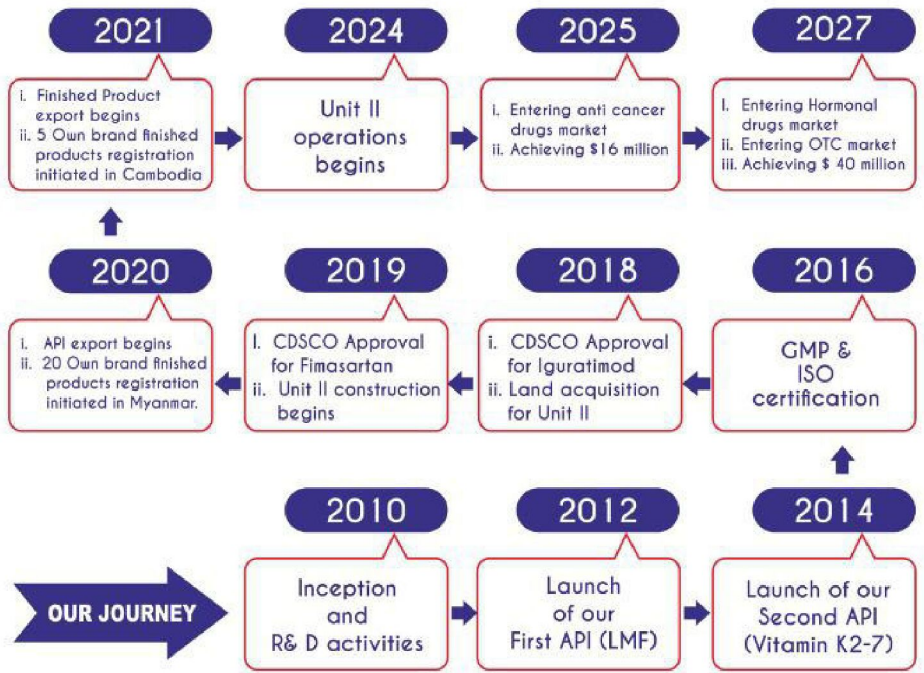 2021
i. Finished Product
export begins
ii. 5 Own brand finished
products registration
initiated in Cambodia
2024
Unit II
operations
begins
2025
i. Entering anti cancer
drugs market
ii. Achieving $16 million
2027
I. Entering Hormonal
drugs market
ii. Entering OTC market
iii. Achieving $ 40 million
2020
i. API export begins
ii. 20 Own brand finished
products registration
initiated in Myanmar.
2019
I. CDSCO Approval
for Fimasartan
ii. Unit II construction
begins
2018
i. CDSCO Approval
for Iguratimod
ii. Land acquisition
for Unit II
2016
GMP &
ISO
certification
OUR JOURNEY
2010
Inception
and
R& D activities
2012
Launch
of our
First API (LMF)
2014
Launch of our
Second API
(Vitamin K2-7)